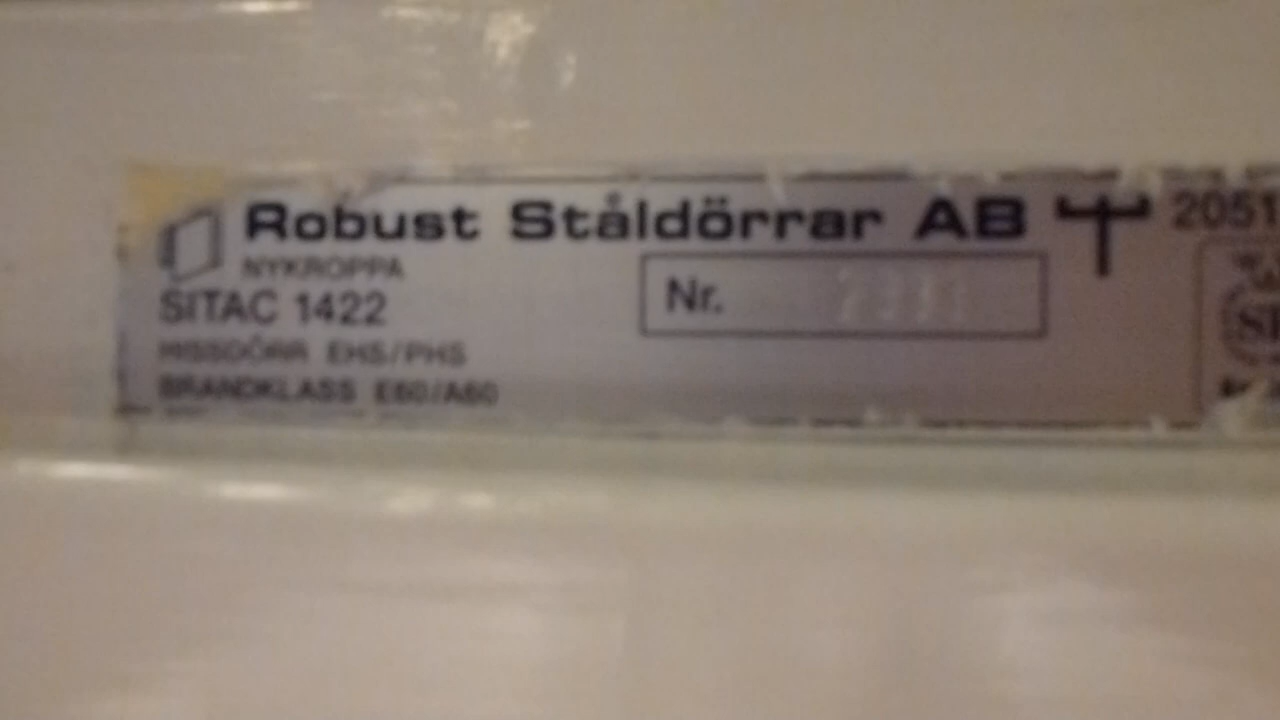 Robust Ståldörrar AB
NYKROPPA
SITAC 1422
HISSDÖRR EHS/PHS
BRANDKLASS E60/A60
Nr.
2051